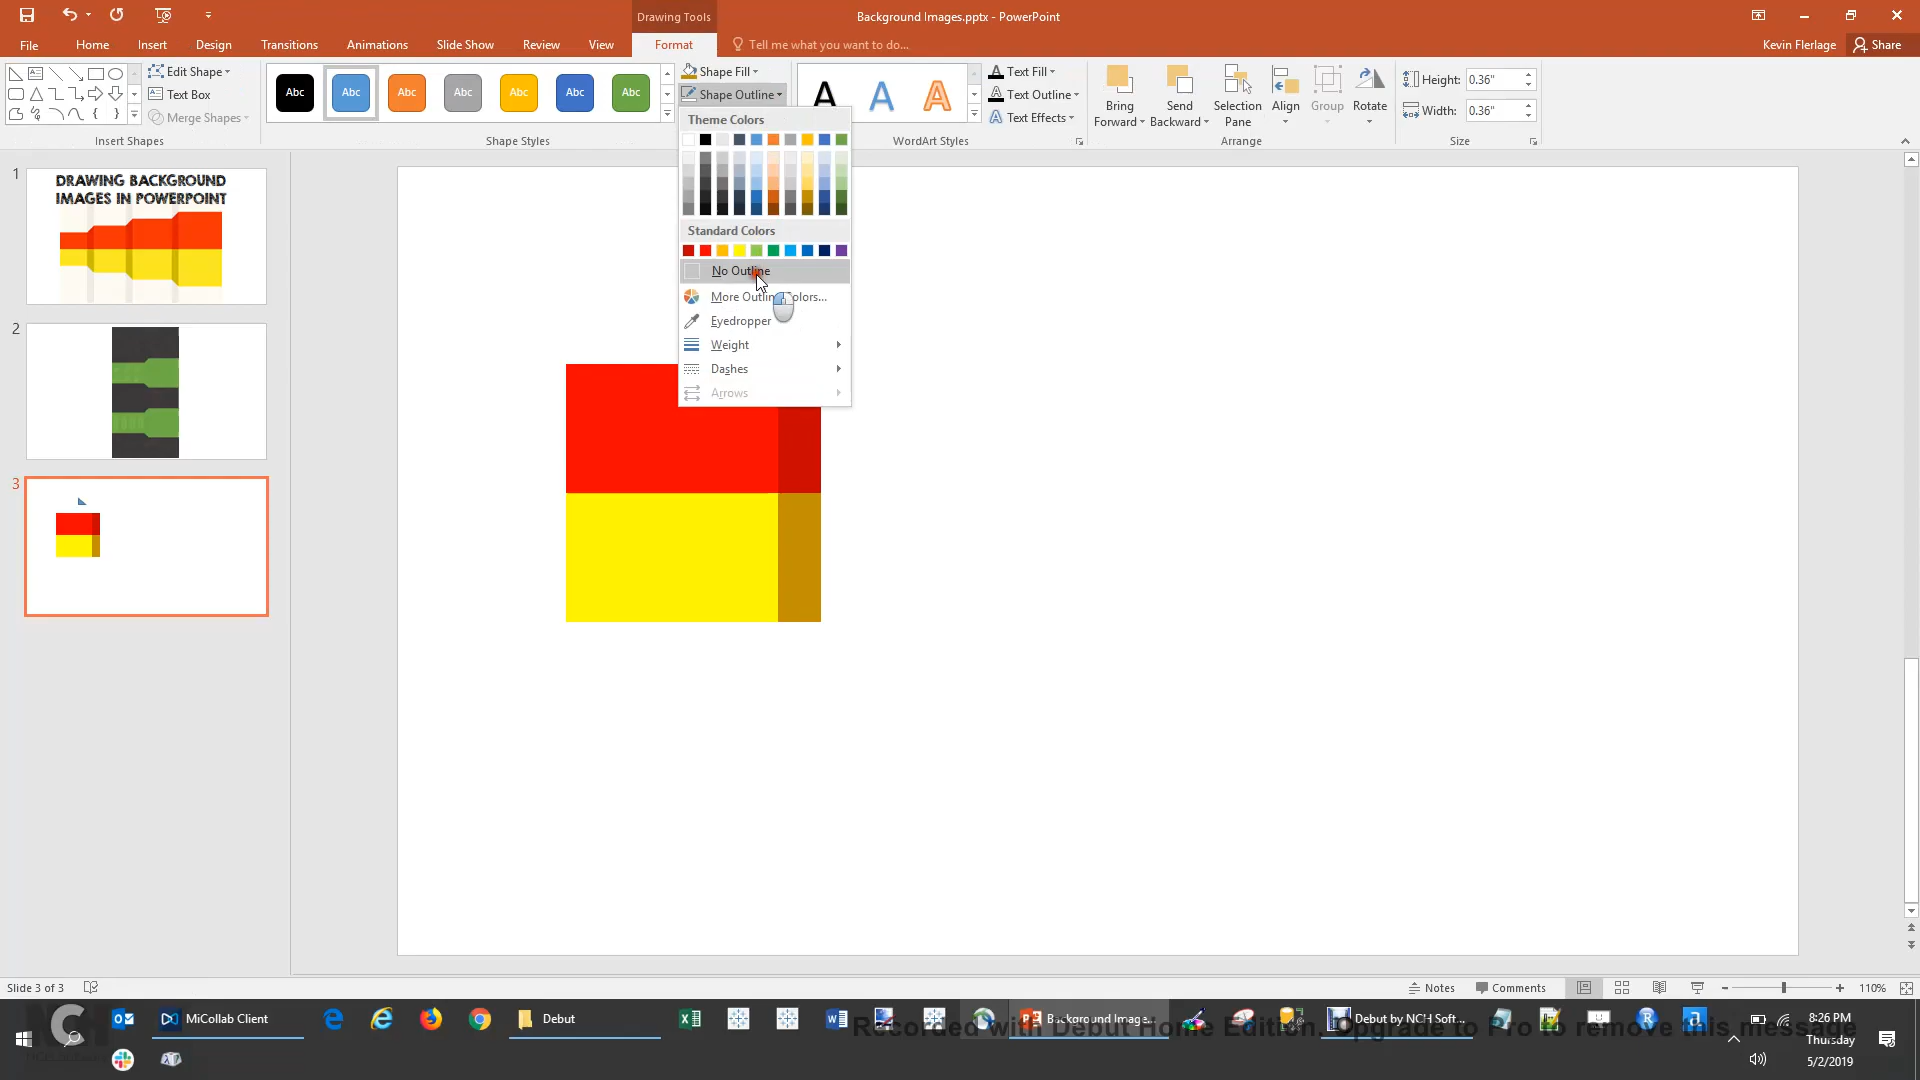 Drawing Tools
Background Images.pptx - PowerPoint
File Home Insert Design Transitions Animations Slide Show Review View Format Tell me what you want to do... Kevin Flerlage Share
Edit Shape
Text Box
Merge Shapes
Insert Shapes
Abc Abc Abc Abc Abc Abc Abc
Shape Styles
Shape Fill
Shape Outline
Theme Colors
Standard Colors
No Outline
More Outline Colors...
Eyedropper
Weight
Dashes
Arrows
A A A
WordArt Styles
Text Fill
Text Outline
Text Effects
Bring Forward
Send Backward
Selection Pane
Align
Group
Rotate
Arrange
Height: 0.36"
Width: 0.36"
Size
1
DRAWING BACKGROUND
IMAGES IN POWERPOINT
2
3
Slide 3 of 3
Notes Comments 110%
MiCollab Client
Debut
Background Image...
Debut by NCH Soft...
Recorded with Debut Home Edition. Upgrade to Pro to remove this message
8:26 PM
Thursday
5/2/2019